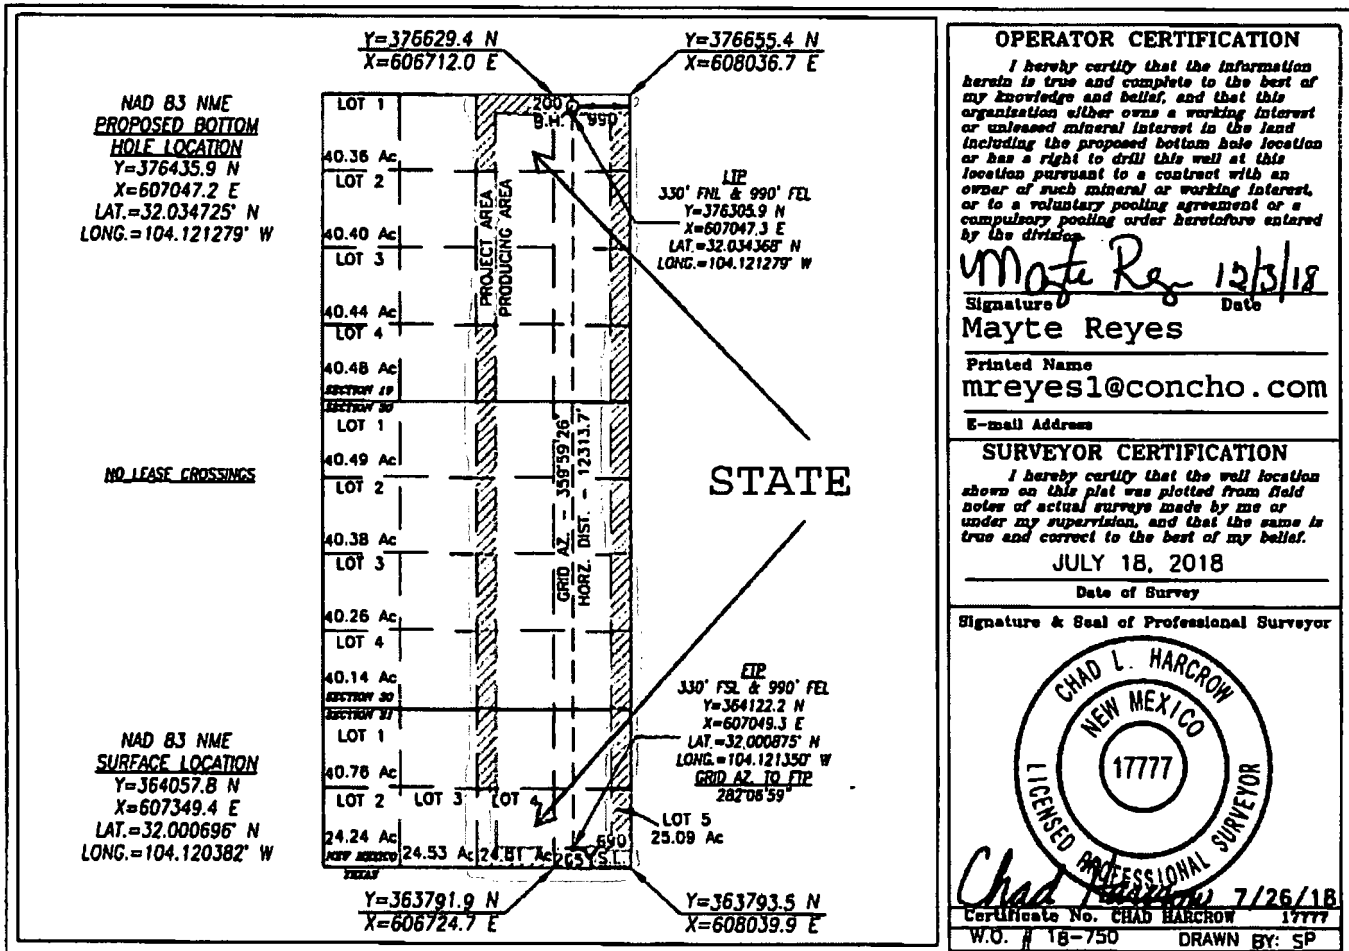 Y=376629.4 N
X=606712.0 E
Y=376655.4 N
X=608036.7 E
NAD 83 NME
PROPOSED BOTTOM
HOLE LOCATION
Y=376435.9 N
X=607047.2 E
LAT.=32.034725° N
LONG.=104.121279° W
NO LEASE CROSSINGS
NAD 83 NME
SURFACE LOCATION
Y=364057.8 N
X=607349.4 E
LAT.=32.000696° N
LONG.=104.120382° W
LOT 1
40.36 Ac
LOT 2
40.40 Ac
LOT 3
40.44 Ac
LOT 4
40.48 Ac
SECTION 19
SECTION 30
LOT 1
40.49 Ac
LOT 2
40.38 Ac
LOT 3
40.26 Ac
LOT 4
40.14 Ac
SECTION 30
SECTION 31
LOT 1
40.76 Ac
LOT 2
LOT 3
LOT 4
24.24 Ac
24.53 Ac
24.81 Ac
NEW MEXICO
TEXAS
LOT 5
25.09 Ac
200
B.H.
990
PROJECT AREA
PRODUCING AREA
GRID AZ. - 359°59'26"
HORZ. DIST. - 12313.7'
LTP
330' FNL & 990' FEL
Y=376305.9 N
X=607047.3 E
LAT.=32.034368° N
LONG.=104.121279° W
STATE
FTP
330' FSL & 990' FEL
Y=364122.2 N
X=607049.3 E
LAT.=32.000875° N
LONG.=104.121350° W
GRID AZ. TO FTP
282°06'59"
690
265
S.L.
Y=363791.9 N
X=606724.7 E
Y=363793.5 N
X=608039.9 E
OPERATOR CERTIFICATION
I hereby certify that the information
herein is true and complete to the best of
my knowledge and belief, and that this
organization either owns a working interest
or unleased mineral interest in the land
including the proposed bottom hole location
or has a right to drill this well at this
location pursuant to a contract with an
owner of such mineral or working interest,
or to a voluntary pooling agreement or a
compulsory pooling order heretofore entered
by the division.
Mayte Reyes 12/3/18
Signature Date
Mayte Reyes
Printed Name
mreyes1@concho.com
E-mail Address
SURVEYOR CERTIFICATION
I hereby certify that the well location
shown on this plat was plotted from field
notes of actual surveys made by me or
under my supervision, and that the same is
true and correct to the best of my belief.
JULY 18, 2018
Date of Survey
Signature & Seal of Professional Surveyor
CHAD L. HARCROW
NEW MEXICO
17777
LICENSED PROFESSIONAL SURVEYOR
Chad Harcrow 7/26/18
Certificate No. CHAD HARCROW 17777
W.O. # 18-750 DRAWN BY: SP